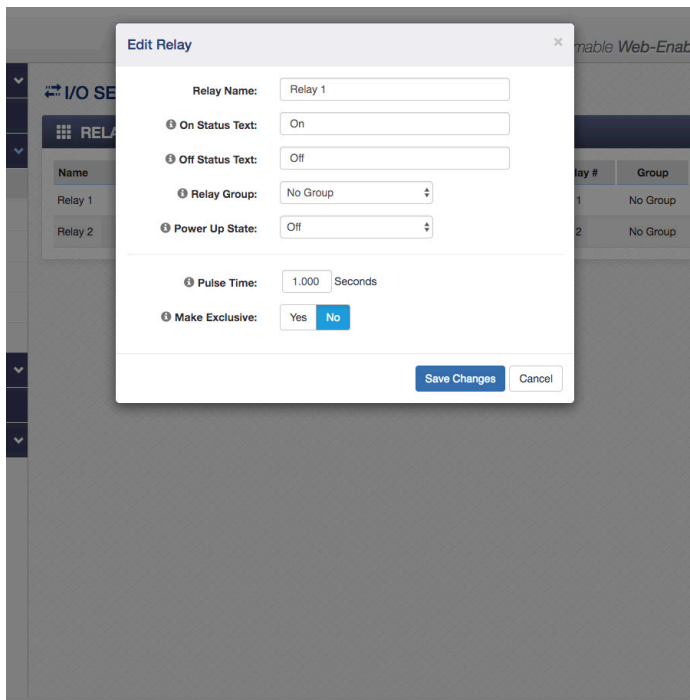 Edit Relay ×
mable Web-Enab
I/O SE
Relay Name: Relay 1
RELA
On Status Text: On
Off Status Text: Off
Name lay # Group
Relay Group: No Group
Relay 1 1 No Group
Power Up State: Off
Relay 2 2 No Group
Pulse Time: 1.000 Seconds
Make Exclusive: Yes No
Save Changes Cancel